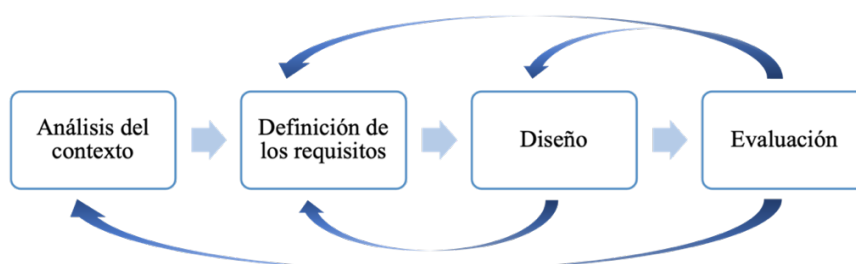 Análisis del
contexto
Definición de
los requisitos
Diseño
Evaluación